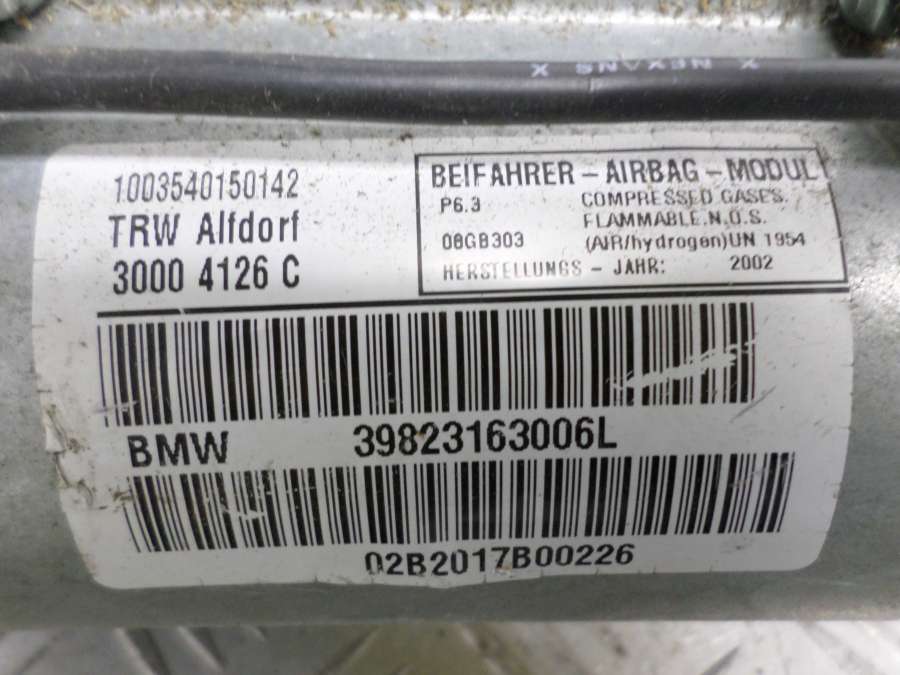 NEXANS
1003540150142
TRW Alfdorf
3000 4126 C
BEIFAHRER - AIRBAG - MODUL
P6.3 COMPRESSED GASES.
FLAMMABLE.N.O.S.
08GB303 (AIR/hydrogen)UN 1954
HERSTELLUNGS - JAHR: 2002
BMW 39823163006L
02B2017B00226